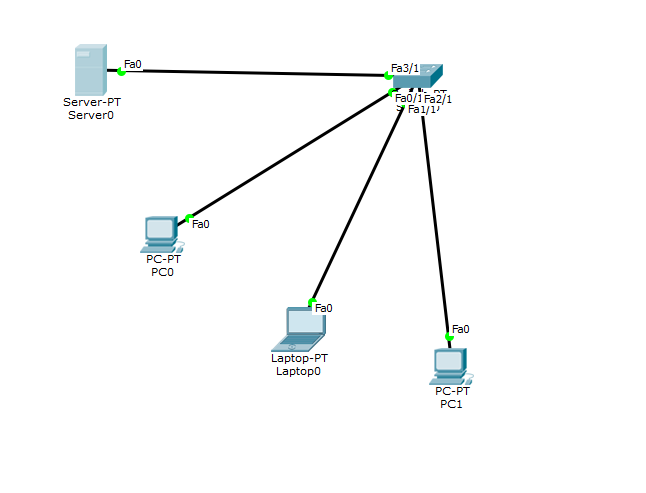 Fa0
Fa3/1
Server-PT
Server0
Fa0/1
Fa2/1
Fa1/1
Fa0
PC-PT
PC0
Fa0
Laptop-PT
Laptop0
Fa0
PC-PT
PC1